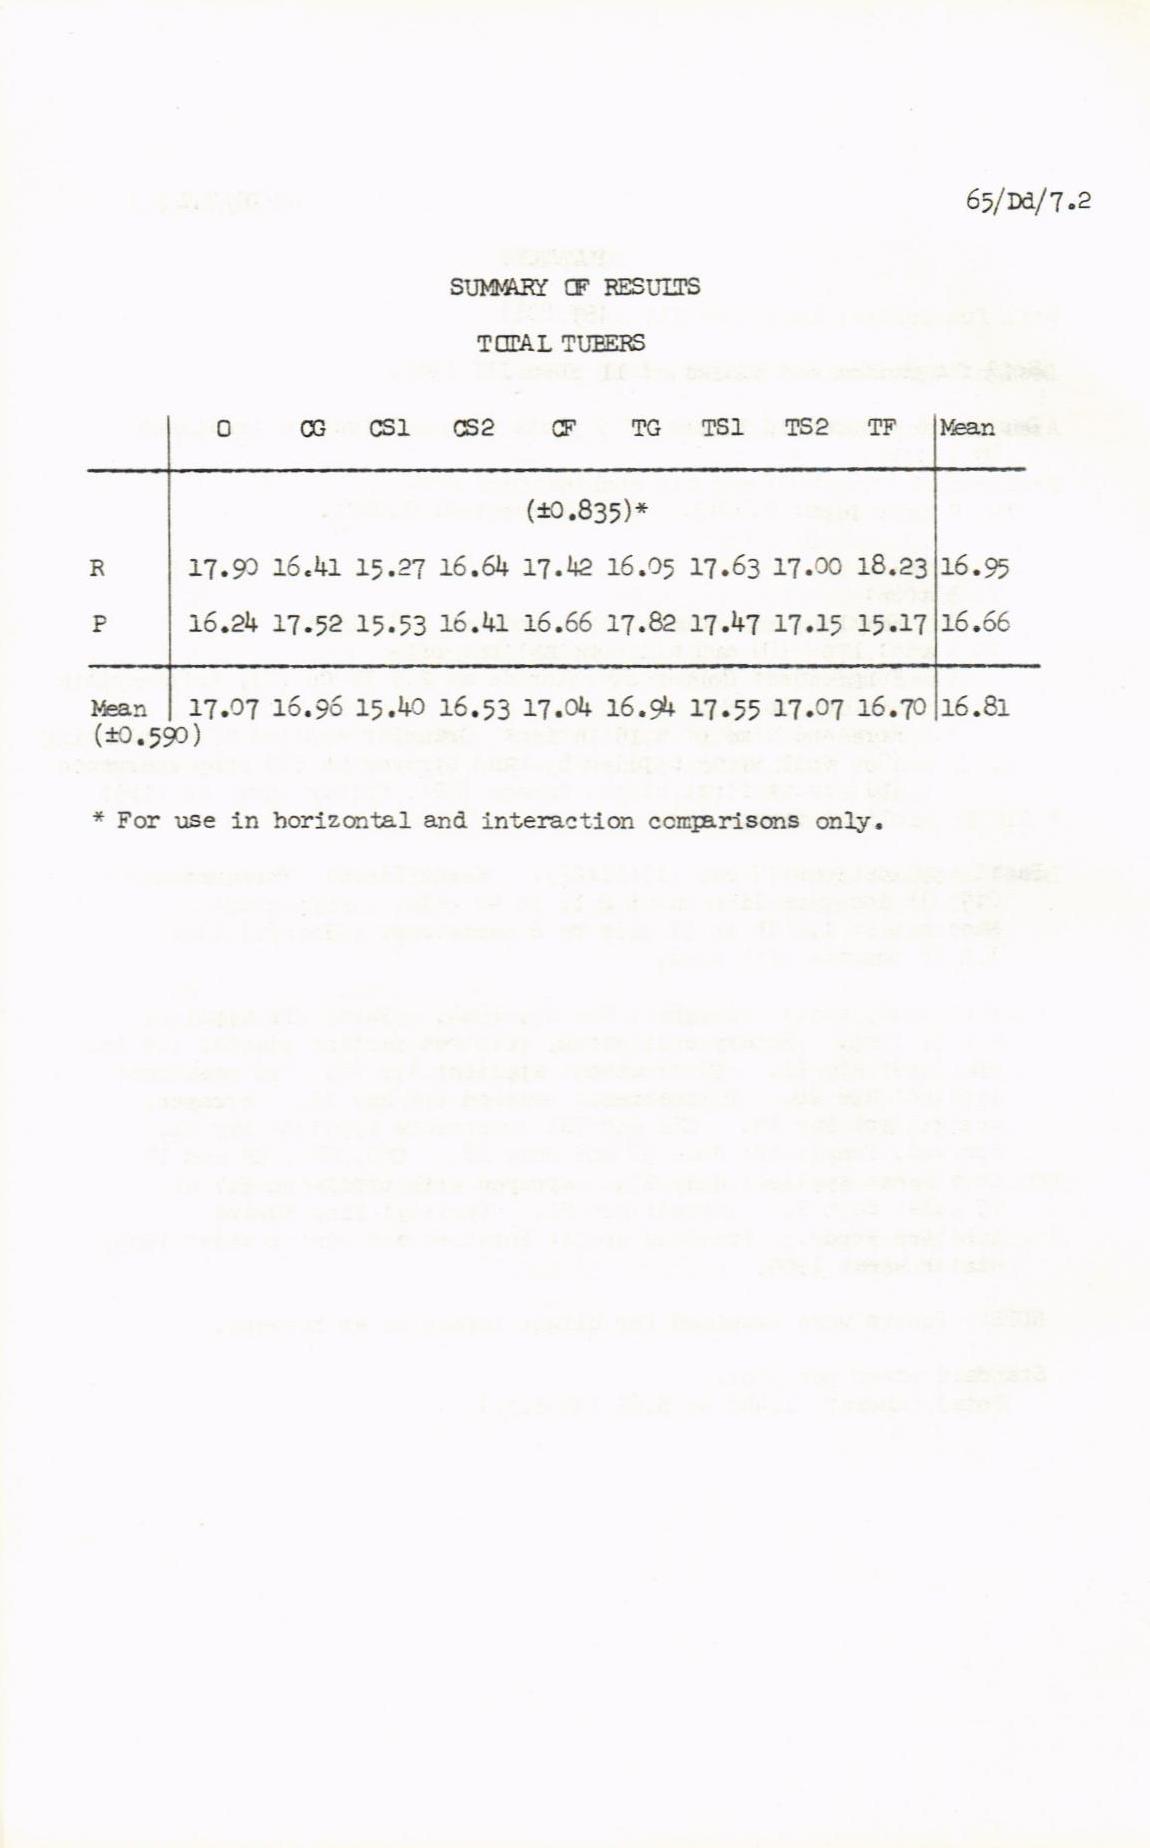 65/Dd/7.2
SUMMARY OF RESULTS
TOTAL TUBERS
O CG CS1 CS2 CF TG TS1 TS2 TF Mean
(±0.835)*
R 17.90 16.41 15.27 16.64 17.42 16.05 17.63 17.00 18.23 16.95
P 16.24 17.52 15.53 16.41 16.66 17.82 17.47 17.15 15.17 16.66
Mean 17.07 16.96 15.40 16.53 17.04 16.94 17.55 17.07 16.70 16.81
(±0.590)
* For use in horizontal and interaction comparisons only.